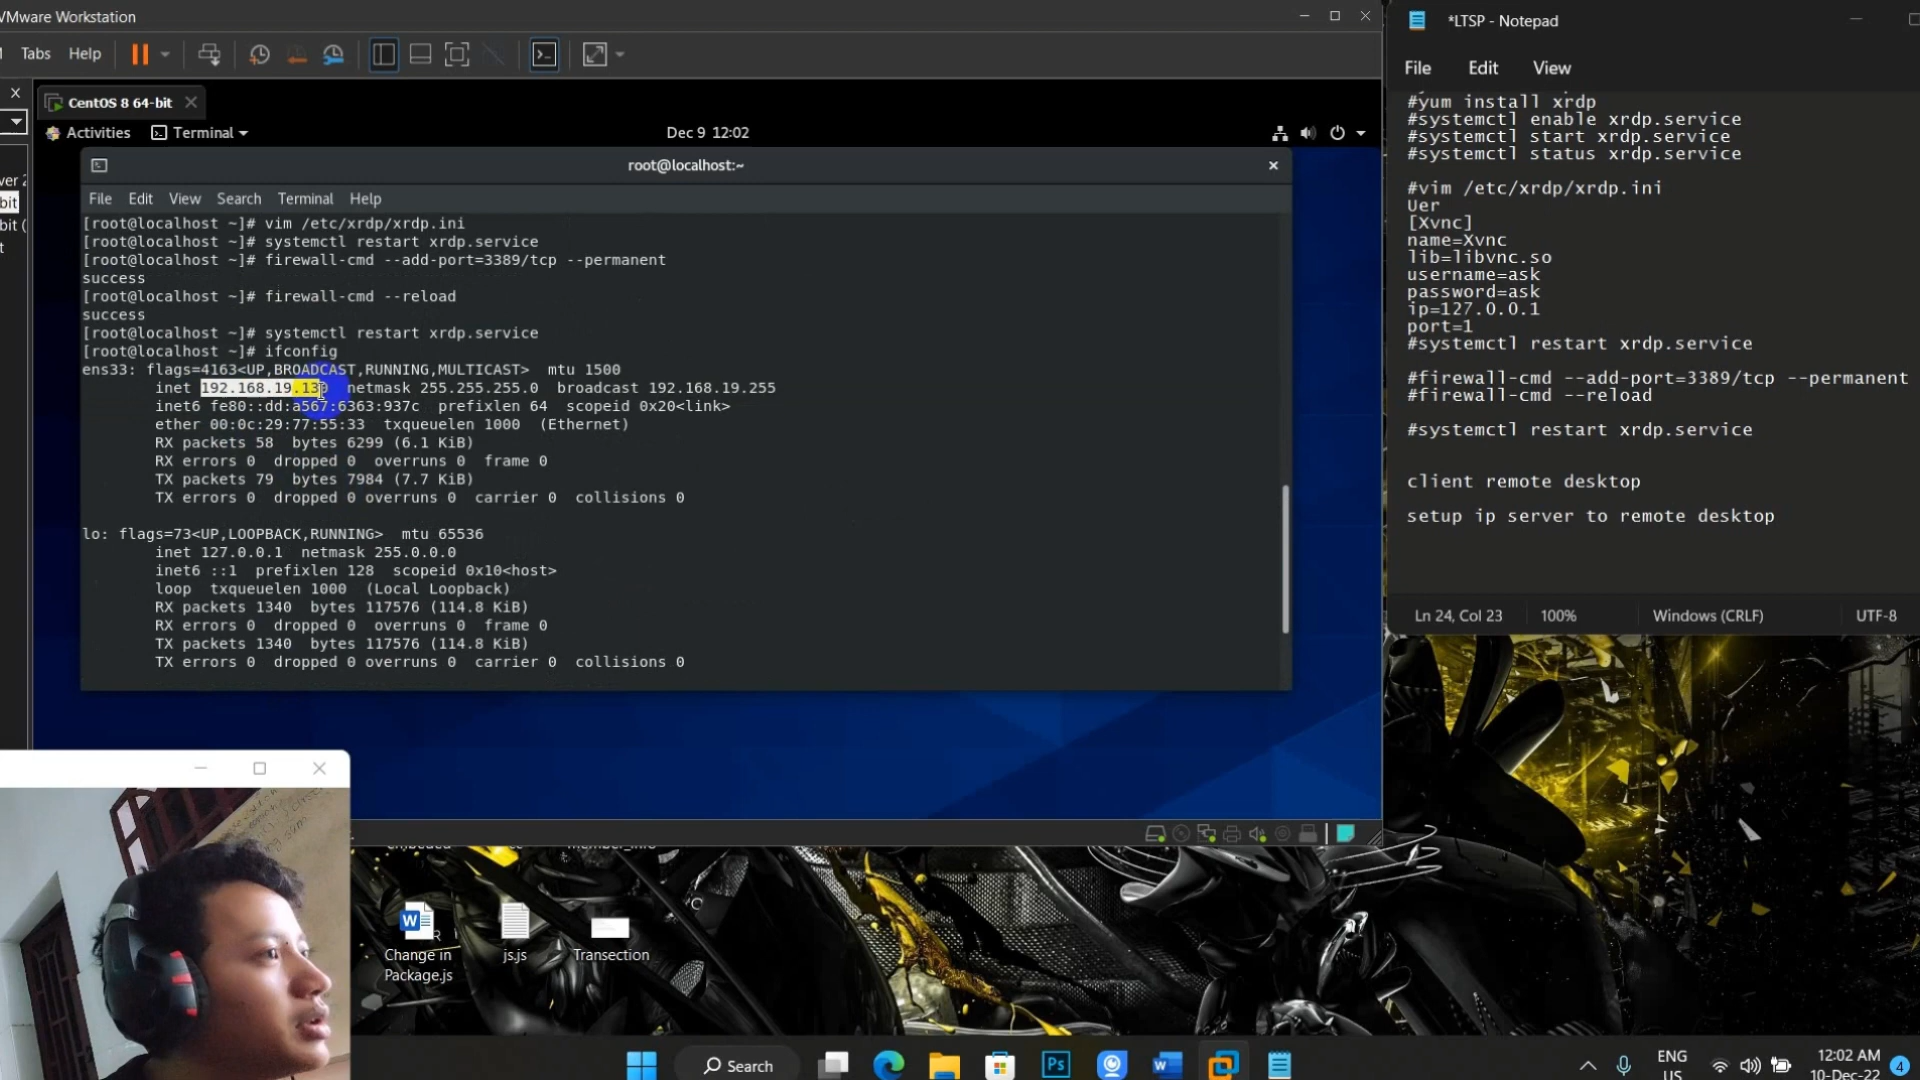 VMware Workstation
Tabs Help
CentOS 8 64-bit
Activities Terminal Dec 9 12:02
root@localhost:~
File Edit View Search Terminal Help
[root@localhost ~]# vim /etc/xrdp/xrdp.ini
[root@localhost ~]# systemctl restart xrdp.service
[root@localhost ~]# firewall-cmd --add-port=3389/tcp --permanent
success
[root@localhost ~]# firewall-cmd --reload
success
[root@localhost ~]# systemctl restart xrdp.service
[root@localhost ~]# ifconfig
ens33: flags=4163<UP,BROADCAST,RUNNING,MULTICAST> mtu 1500
inet 192.168.19.130 netmask 255.255.255.0 broadcast 192.168.19.255
inet6 fe80::dd:a567:6363:937c prefixlen 64 scopeid 0x20<link>
ether 00:0c:29:77:55:33 txqueuelen 1000 (Ethernet)
RX packets 58 bytes 6299 (6.1 KiB)
RX errors 0 dropped 0 overruns 0 frame 0
TX packets 79 bytes 7984 (7.7 KiB)
TX errors 0 dropped 0 overruns 0 carrier 0 collisions 0
lo: flags=73<UP,LOOPBACK,RUNNING> mtu 65536
inet 127.0.0.1 netmask 255.0.0.0
inet6 ::1 prefixlen 128 scopeid 0x10<host>
loop txqueuelen 1000 (Local Loopback)
RX packets 1340 bytes 117576 (114.8 KiB)
RX errors 0 dropped 0 overruns 0 frame 0
TX packets 1340 bytes 117576 (114.8 KiB)
TX errors 0 dropped 0 overruns 0 carrier 0 collisions 0
*LTSP - Notepad
File Edit View
#yum install xrdp
#systemctl enable xrdp.service
#systemctl start xrdp.service
#systemctl status xrdp.service
#vim /etc/xrdp/xrdp.ini
Uer
[Xvnc]
name=Xvnc
lib=libvnc.so
username=ask
password=ask
ip=127.0.0.1
port=1
#systemctl restart xrdp.service
#firewall-cmd --add-port=3389/tcp --permanent
#firewall-cmd --reload
#systemctl restart xrdp.service
client remote desktop
setup ip server to remote desktop
Ln 24, Col 23 100% Windows (CRLF) UTF-8
Change in
Package.js
js.js
Transection
Search
Ps
ENG
US
12:02 AM
10-Dec-22
4